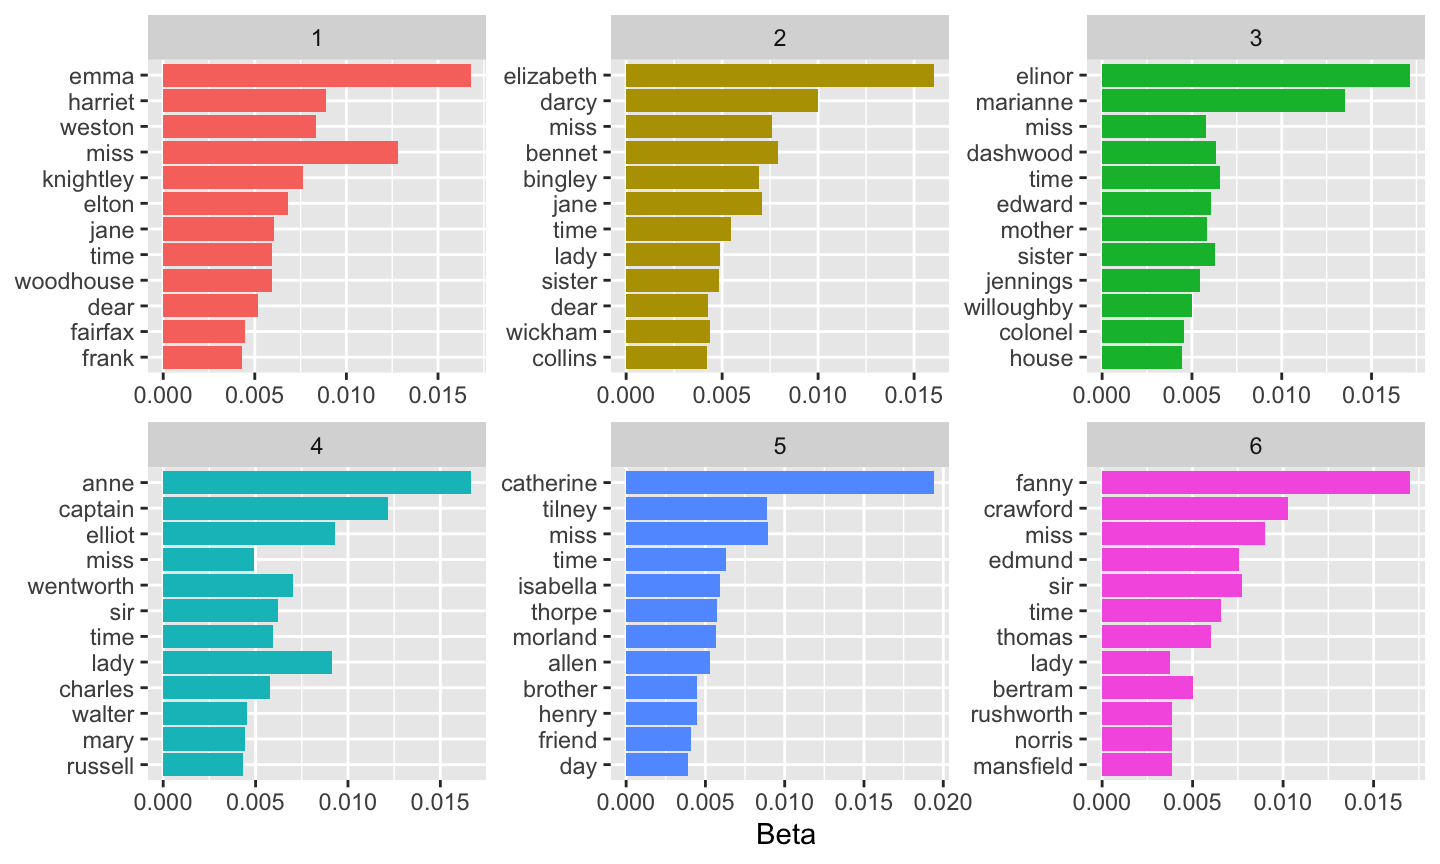 1
emma
harriet
weston
miss
knightley
elton
jane
time
woodhouse
dear
fairfax
frank
0.000 0.005 0.010 0.015
2
elizabeth
darcy
miss
bennet
bingley
jane
time
lady
sister
dear
wickham
collins
0.000 0.005 0.010 0.015
3
elinor
marianne
miss
dashwood
time
edward
mother
sister
jennings
willoughby
colonel
house
0.000 0.005 0.010 0.015
4
anne
captain
elliot
miss
wentworth
sir
time
lady
charles
walter
mary
russell
0.000 0.005 0.010 0.015
5
catherine
tilney
miss
time
isabella
thorpe
morland
allen
brother
henry
friend
day
0.000 0.005 0.010 0.015 0.020
6
fanny
crawford
miss
edmund
sir
time
thomas
lady
bertram
rushworth
norris
mansfield
0.000 0.005 0.010 0.015
Beta